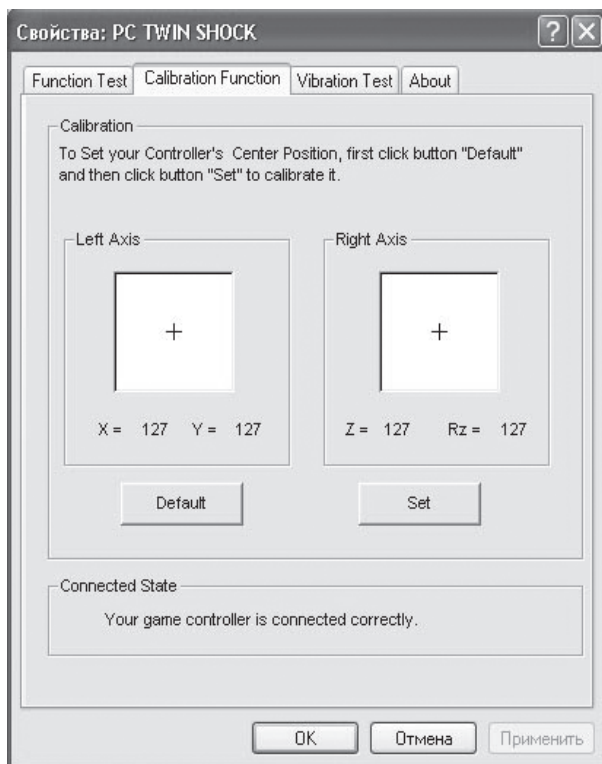 Свойства: PC TWIN SHOCK
Function Test Calibration Function Vibration Test About
Calibration
To Set your Controller's Center Position, first click button "Default"
and then click button "Set" to calibrate it.
Left Axis Right Axis
X = 127 Y = 127 Z = 127 Rz = 127
Default Set
Connected State
Your game controller is connected correctly.
OK Отмена Применить